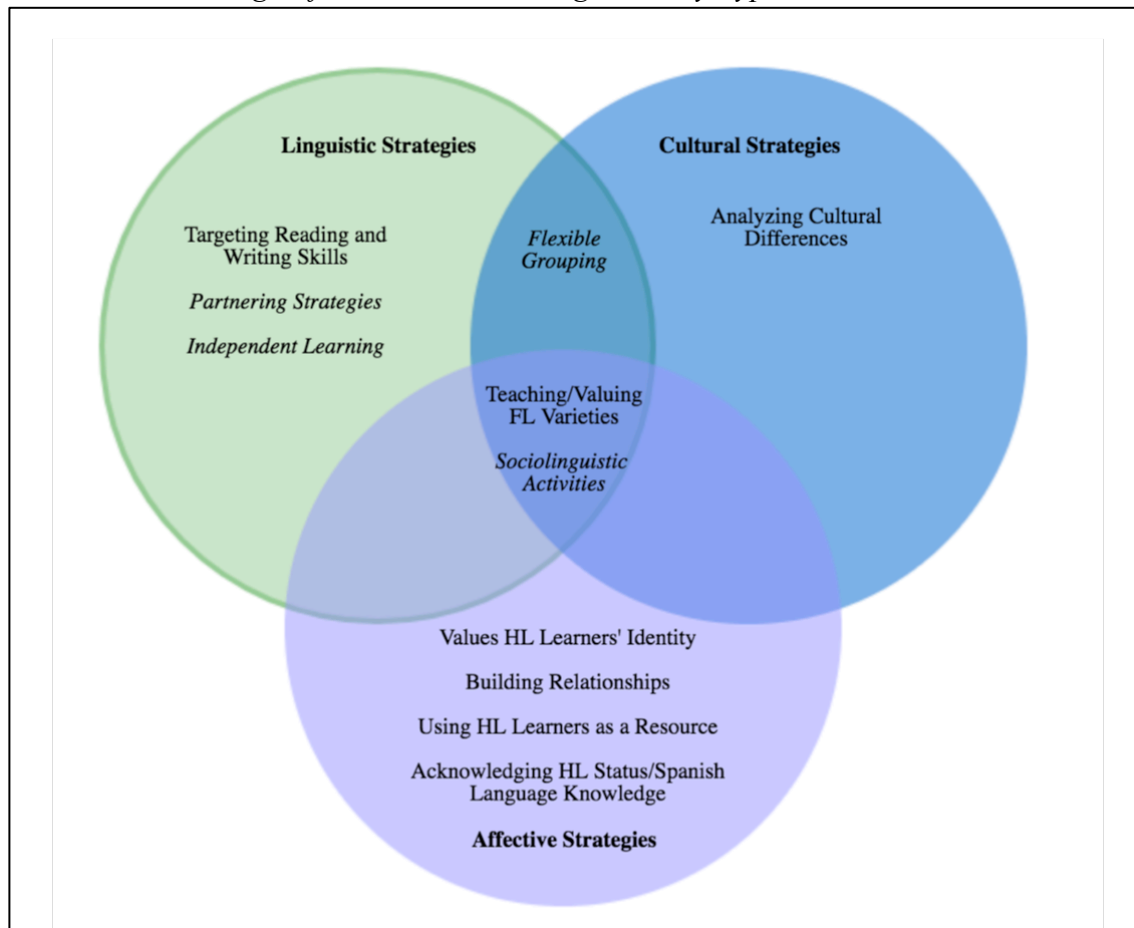 Linguistic Strategies
Cultural Strategies
Targeting Reading and
Writing Skills
Partnering Strategies
Independent Learning
Flexible
Grouping
Analyzing Cultural
Differences
Teaching/Valuing
FL Varieties
Sociolinguistic
Activities
Values HL Learners' Identity
Building Relationships
Using HL Learners as a Resource
Acknowledging HL Status/Spanish
Language Knowledge
Affective Strategies